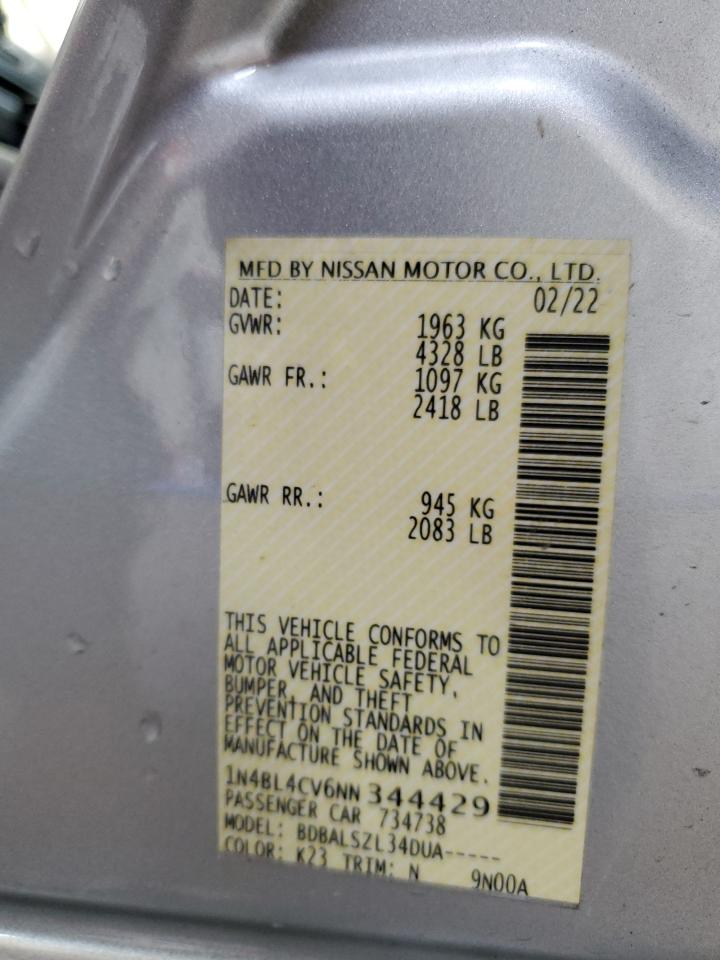 MFD BY NISSAN MOTOR CO., LTD.
DATE: 02/22
GVWR: 1963 KG
4328 LB
GAWR FR.: 1097 KG
2418 LB
GAWR RR.: 945 KG
2083 LB
THIS VEHICLE CONFORMS TO
ALL APPLICABLE FEDERAL
MOTOR VEHICLE SAFETY,
BUMPER, AND THEFT
PREVENTION STANDARDS IN
EFFECT ON THE DATE OF
MANUFACTURE SHOWN ABOVE.
1N4BL4CV6NN 344429
PASSENGER CAR 734738
MODEL: BDBALSZL34DUA-----
COLOR: K23 TRIM: N 9N00A